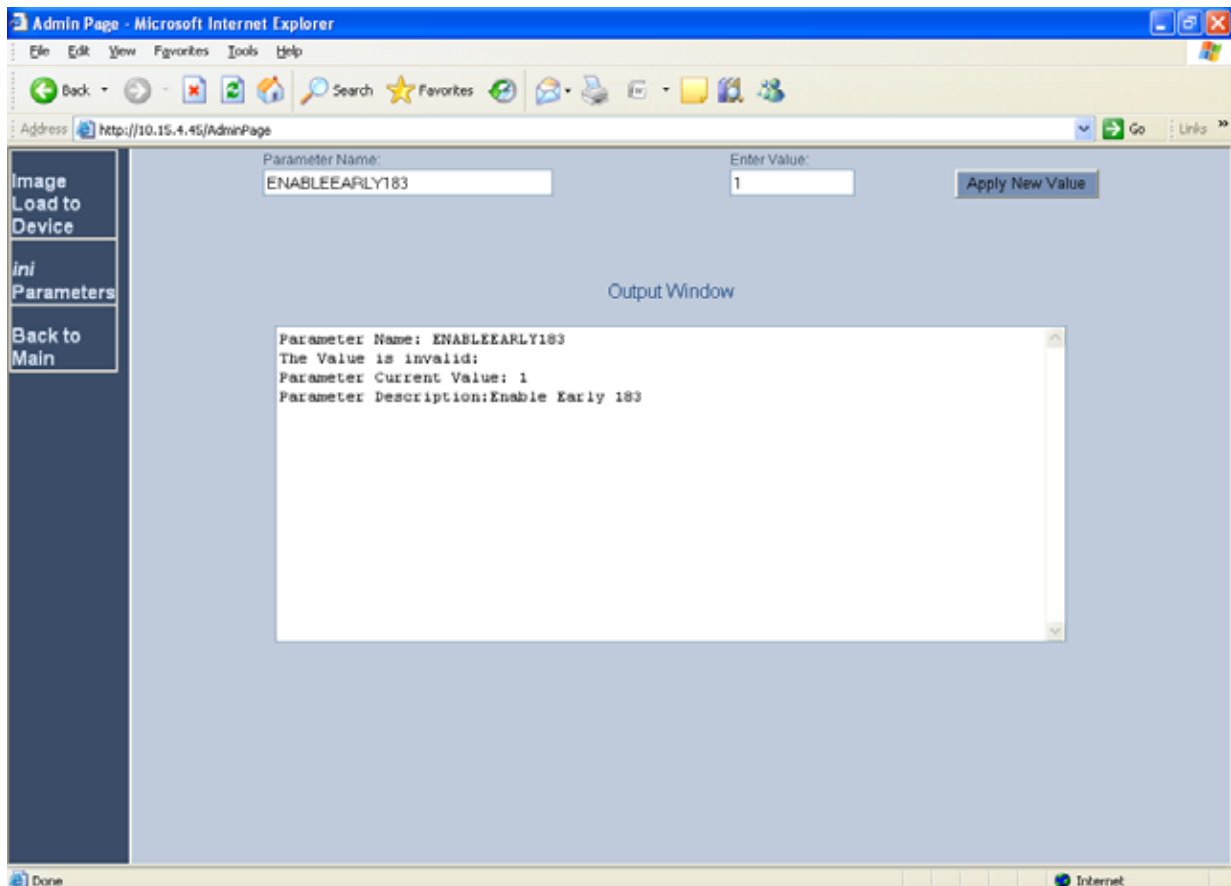 Admin Page - Microsoft Internet Explorer
File Edit View Favorites Tools Help
Back Search Favorites
Address http://10.15.4.45/AdminPage Go Links »
Image
Load to
Device
ini
Parameters
Back to
Main
Parameter Name: Enter Value:
ENABLEEARLY183 1 Apply New Value
Output Window
Parameter Name: ENABLEEARLY183
The Value is invalid:
Parameter Current Value: 1
Parameter Description:Enable Early 183
Done Internet